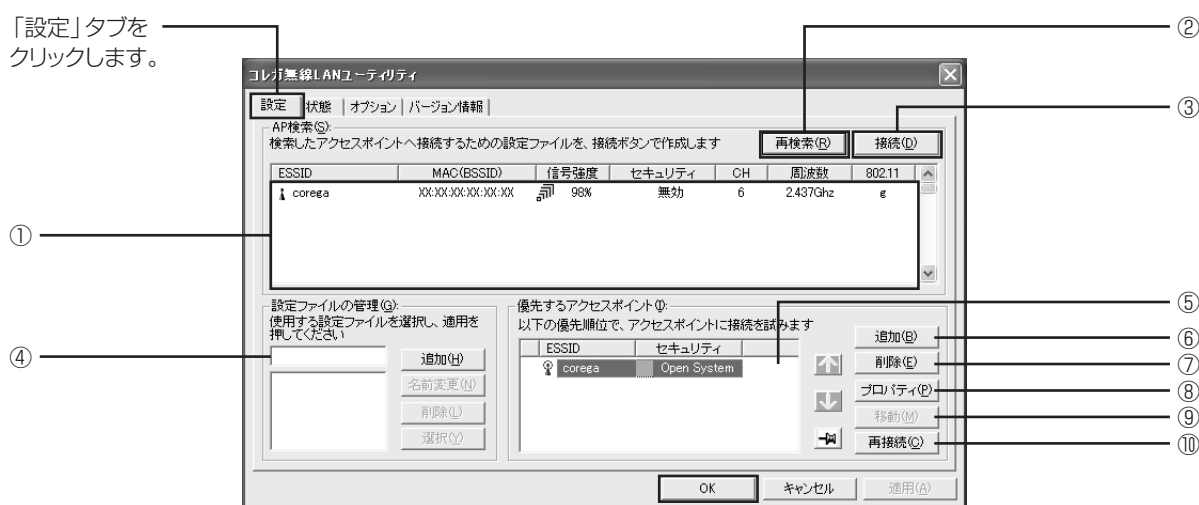 「設定」タブを
クリックします。
②
コレガ無線LANユーティリティ
設定 状態 オプション バージョン情報
③
AP検索(S):
検索したアクセスポイントへ接続するための設定ファイルを、接続ボタンで作成します
再検索(R) 接続(D)
ESSID MAC(BSSID) 信号強度 セキュリティ CH 周波数 802.11
corega XX:XX:XX:XX:XX:XX 98% 無効 6 2.437Ghz g
①
設定ファイルの管理(G):
使用する設定ファイルを選択し、適用を
押してください
④
追加(H)
名前変更(N)
削除(L)
選択(Y)
優先するアクセスポイント(I):
以下の優先順位で、アクセスポイントに接続を試みます
ESSID セキュリティ
corega Open System
⑤
追加(B) ⑥
削除(E) ⑦
プロパティ(P) ⑧
移動(M) ⑨
再接続(C) ⑩
OK キャンセル 適用(A)